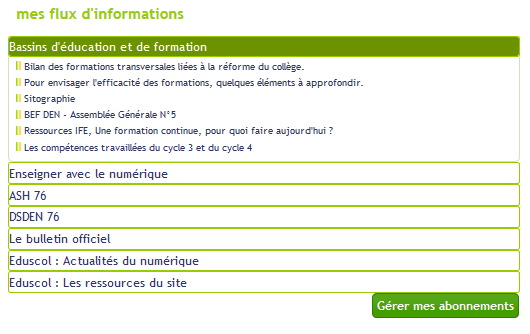 mes flux d'informations
Bassins d'éducation et de formation
Bilan des formations transversales liées à la réforme du collège.
Pour envisager l'efficacité des formations, quelques éléments à approfondir.
Sitographie
BEF DEN - Assemblée Générale N°5
Ressources IFE, Une formation continue, pour quoi faire aujourd'hui ?
Les compétences travaillées du cycle 3 et du cycle 4
Enseigner avec le numérique
ASH 76
DSDEN 76
Le bulletin officiel
Eduscol : Actualités du numérique
Eduscol : Les ressources du site
Gérer mes abonnements